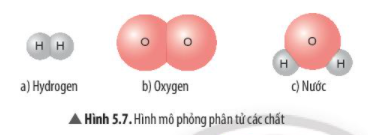 H H
O O
O
H H
a) Hydrogen
b) Oxygen
c) Nước
▲ Hình 5.7. Hình mô phỏng phân tử các chất